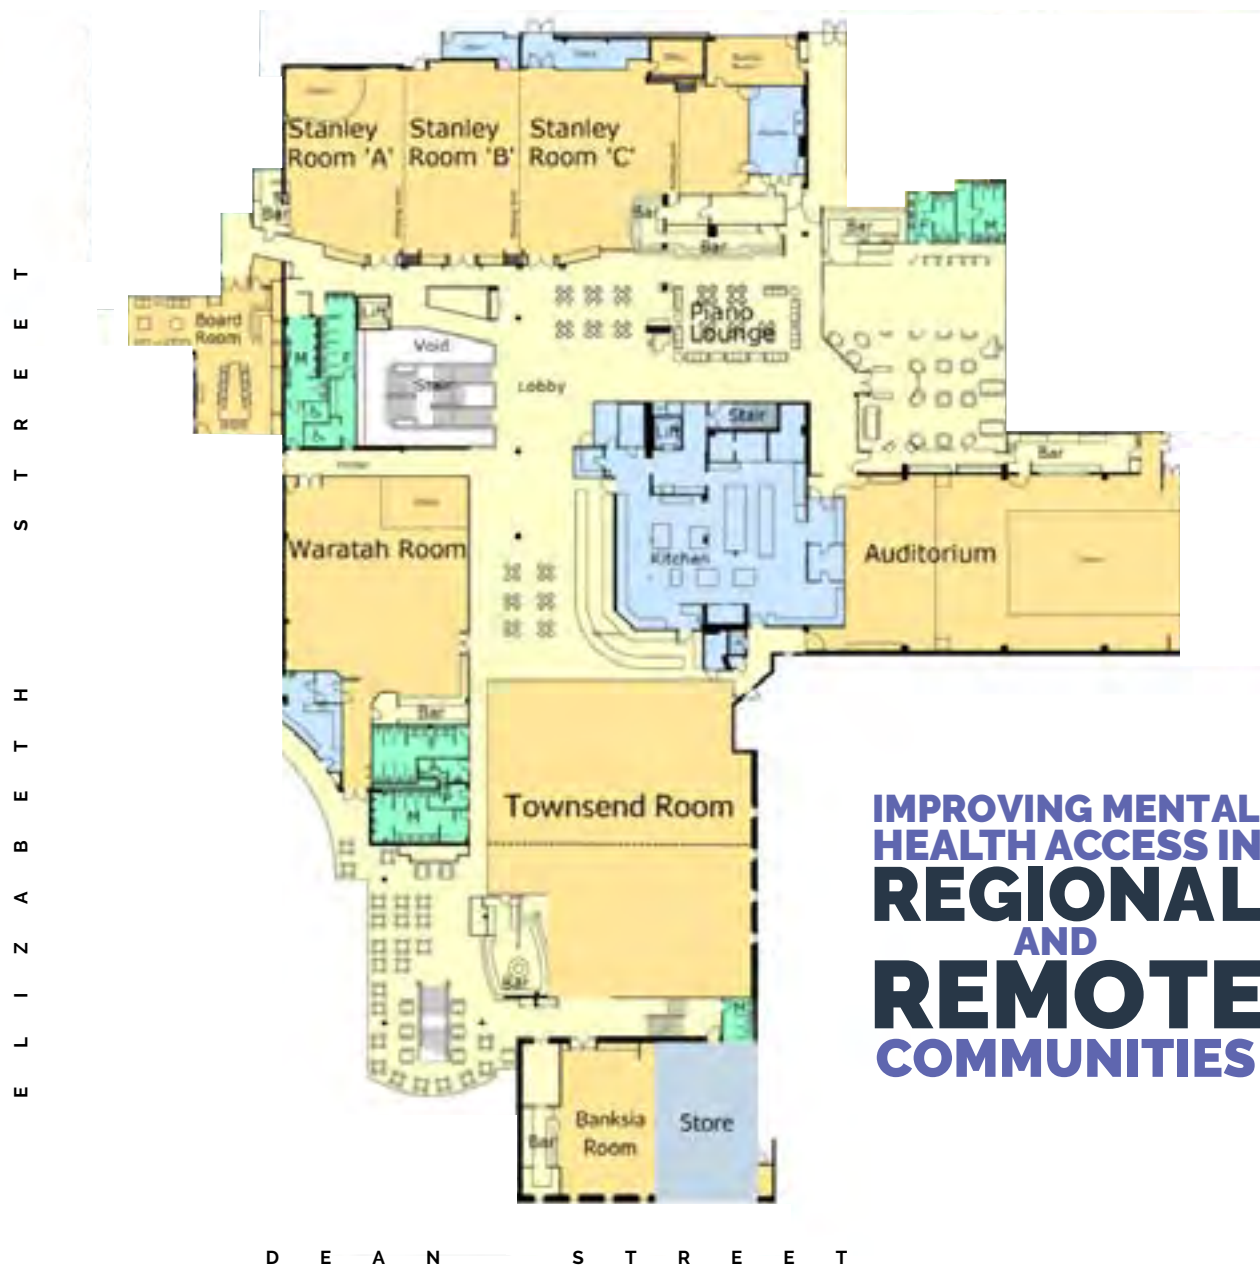 Stanley
Room 'A'
Stanley
Room 'B'
Stanley
Room 'C'
Bar
Bar
Bar
Bar
F
M
Board
Room
Lift
M
F
Void
Stair
Lobby
Piano
Lounge
Stair
Lift
Bar
Kitchen
Auditorium
Waratah Room
Bar
F
M
Townsend Room
Bar
M
Banksia
Room
Store
Bar
ELIZABETH STREET
DEAN STREET
IMPROVING MENTAL
HEALTH ACCESS IN
REGIONAL
AND
REMOTE
COMMUNITIES